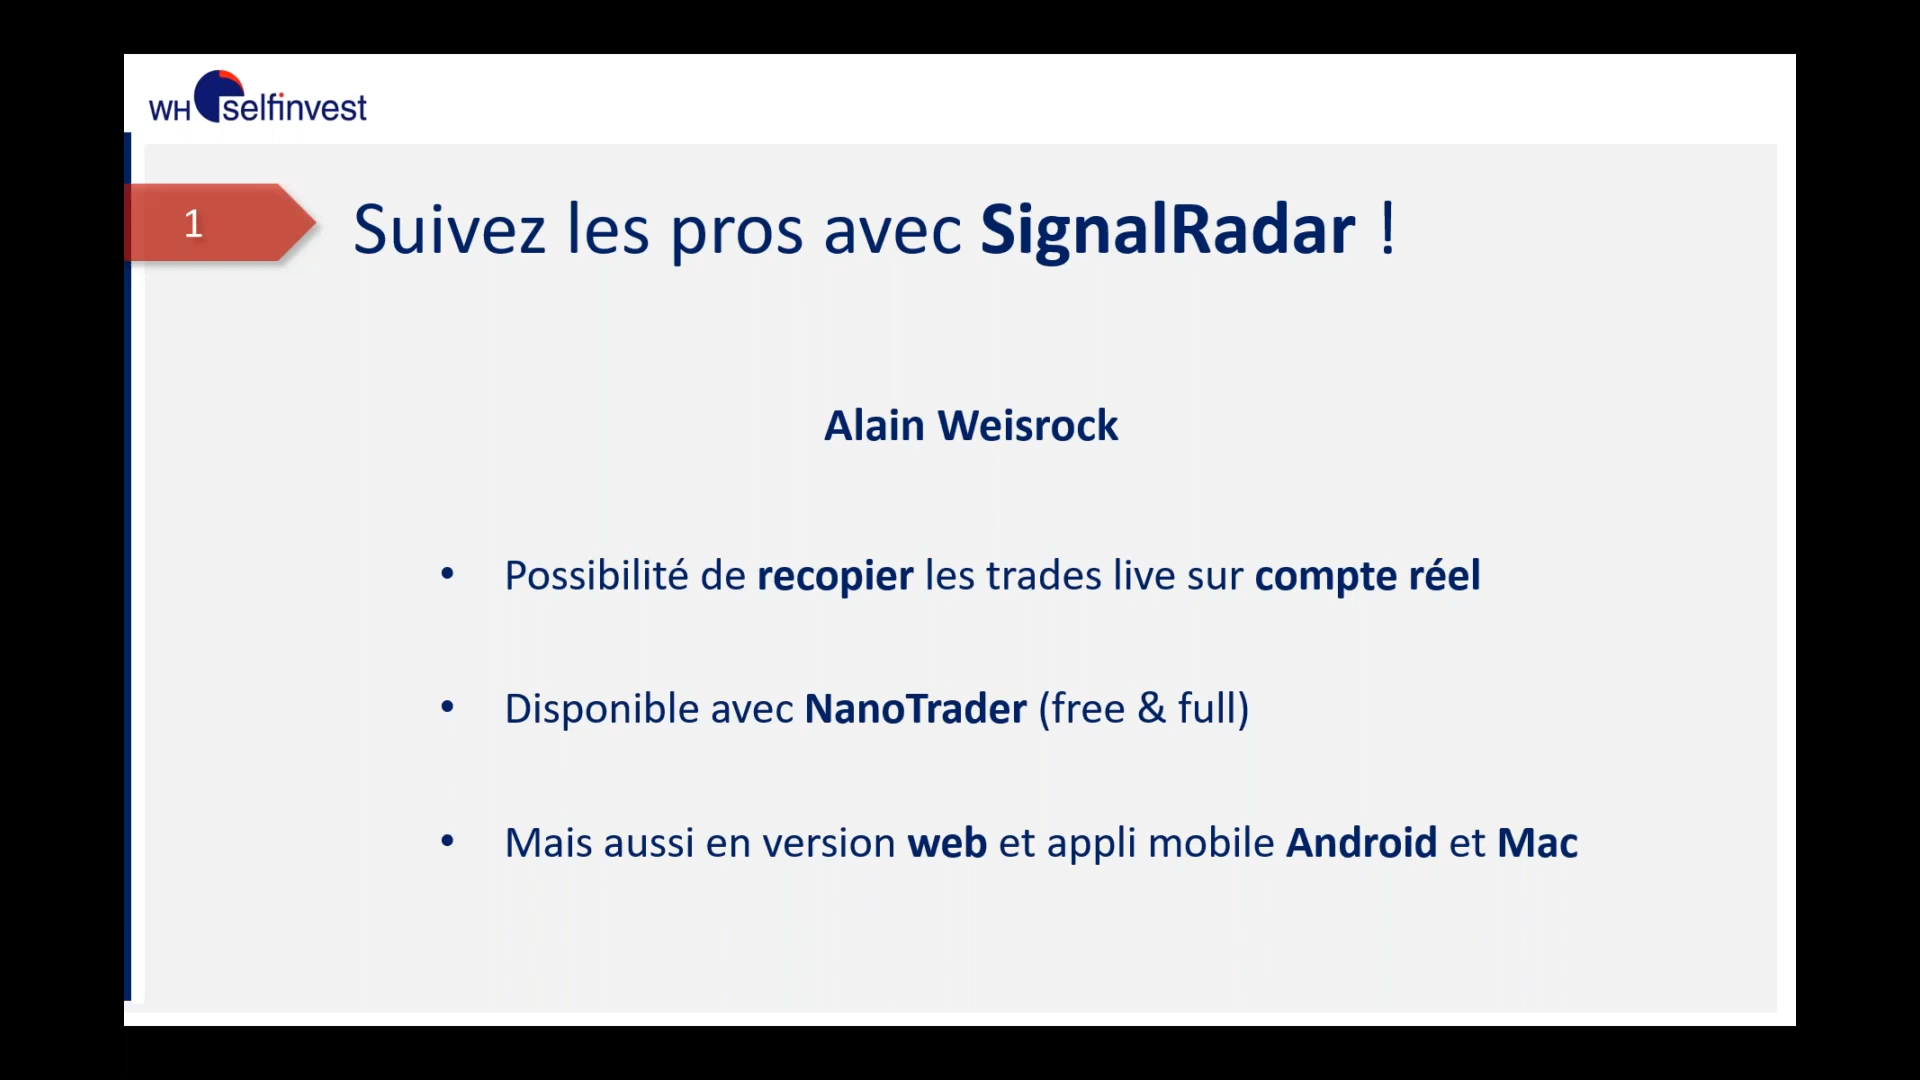 WH selfinvest
1
Suivez les pros avec SignalRadar !
Alain Weisrock
• Possibilité de recopier les trades live sur compte réel
• Disponible avec NanoTrader (free & full)
• Mais aussi en version web et appli mobile Android et Mac